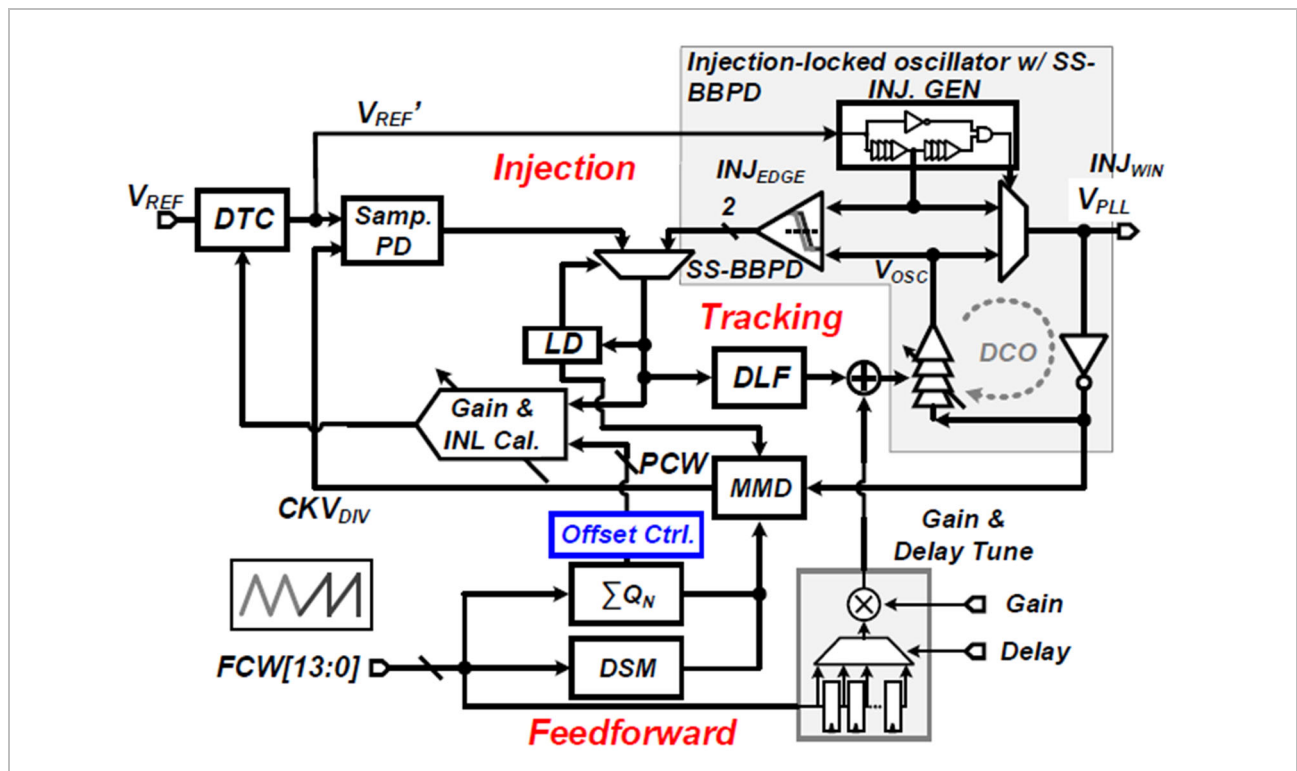 Injection-locked oscillator w/ SS-
BBPD
INJ. GEN
V_REF'
Injection
INJ_EDGE
2
INJ_WIN
V_PLL
V_REF
DTC
Samp.
PD
SS-BBPD
V_OSC
Tracking
LD
DLF
DCO
Gain &
INL Cal.
PCW
MMD
CKV_DIV
Offset Ctrl.
Gain &
Delay Tune
∑Q_N
Gain
FCW[13:0]
DSM
Delay
Feedforward